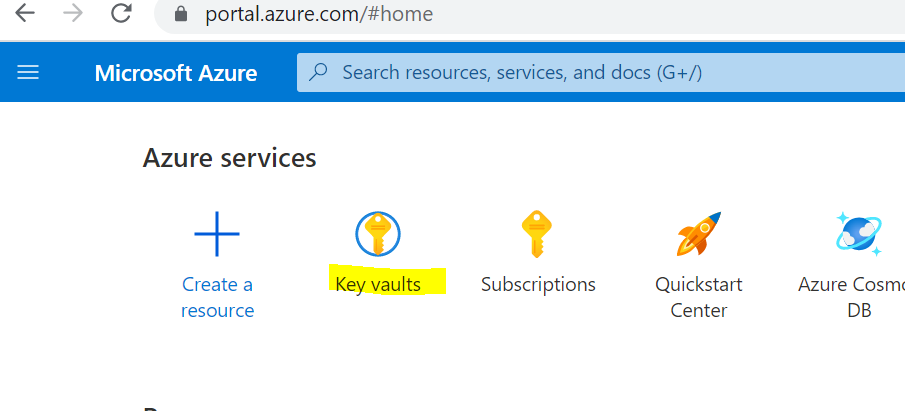 portal.azure.com/#home
Microsoft Azure
Search resources, services, and docs (G+/)
Azure services
Create a
resource
Key vaults
Subscriptions
Quickstart
Center
Azure Cosm
DB